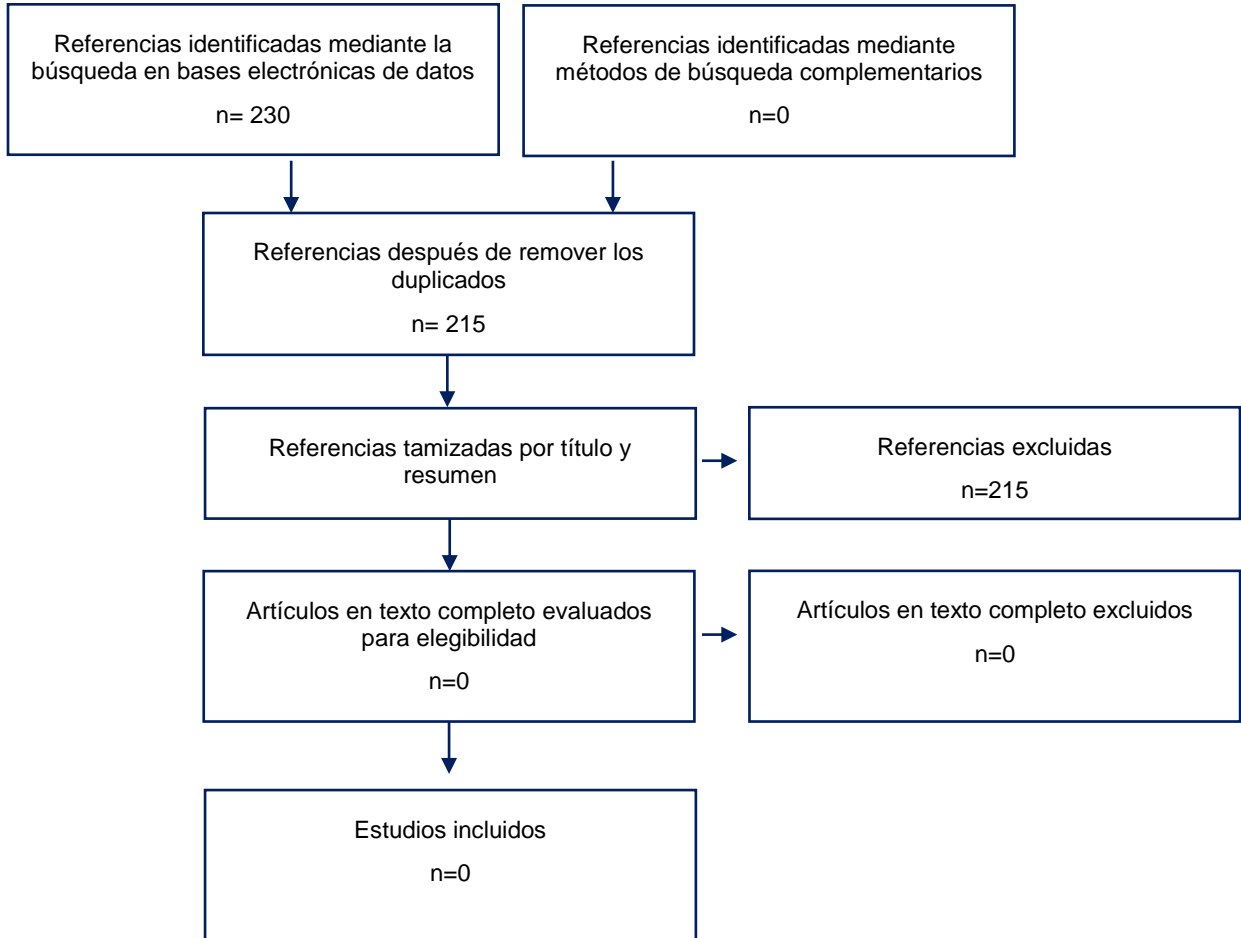 Referencias identificadas mediante la
búsqueda en bases electrónicas de datos
n= 230
Referencias identificadas mediante
métodos de búsqueda complementarios
n=0
Referencias después de remover los
duplicados
n= 215
Referencias tamizadas por título y
resumen
Referencias excluidas
n=215
Artículos en texto completo evaluados
para elegibilidad
n=0
Artículos en texto completo excluidos
n=0
Estudios incluidos
n=0